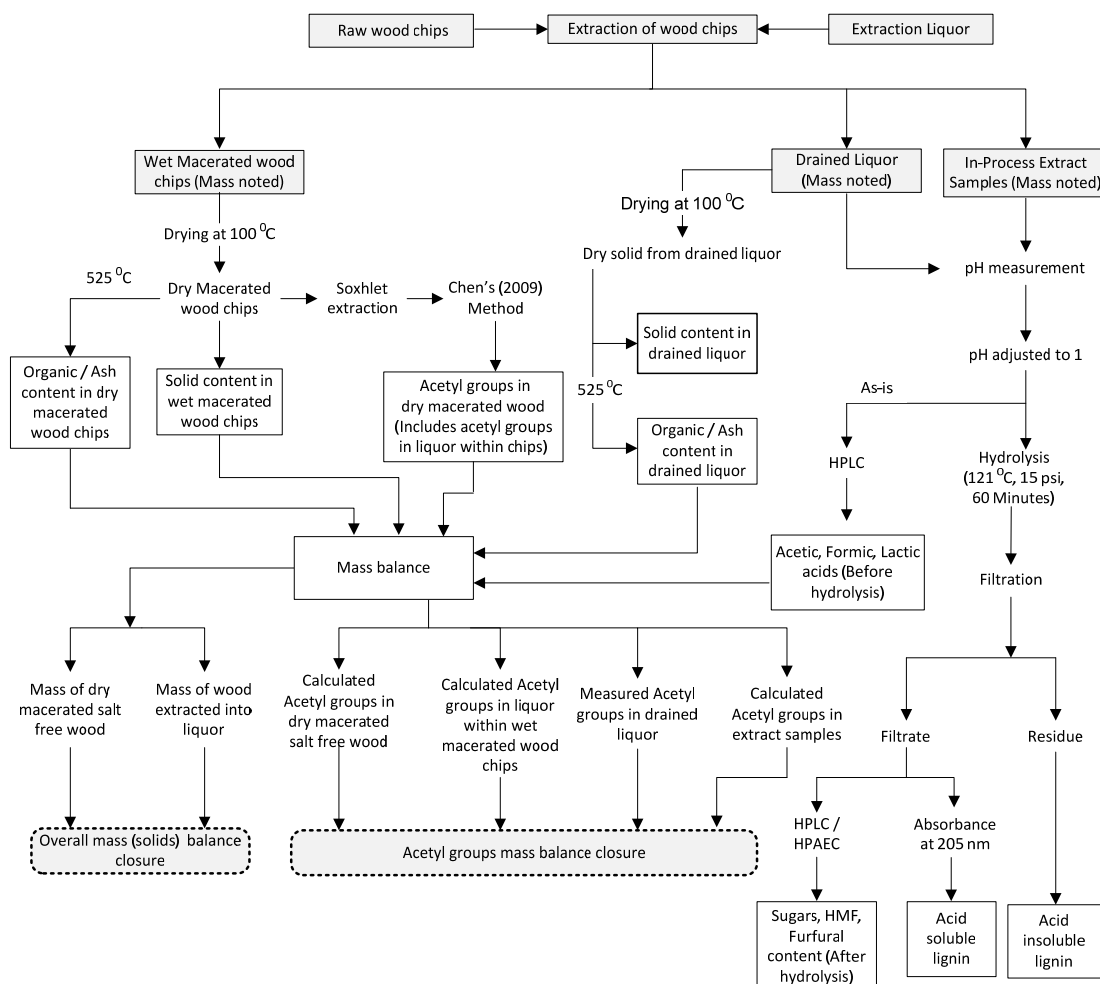 Raw wood chips
Extraction of wood chips
Extraction Liquor
Wet Macerated wood
chips (Mass noted)
Drained Liquor
(Mass noted)
In-Process Extract
Samples (Mass noted)
Drying at 100 ⁰C
Drying at 100 ⁰C
Dry solid from drained liquor
pH measurement
525 ⁰C
Dry Macerated
wood chips
Soxhlet
extraction
Chen's (2009)
Method
Solid content in
drained liquor
pH adjusted to 1
Organic / Ash
content in dry
macerated
wood chips
Solid content in
wet macerated
wood chips
Acetyl groups in
dry macerated wood
(Includes acetyl groups
in liquor within chips)
525 ⁰C
As-is
Organic / Ash
content in
drained liquor
HPLC
Hydrolysis
(121 ⁰C, 15 psi,
60 Minutes)
Mass balance
Acetic, Formic, Lactic
acids (Before
hydrolysis)
Filtration
Mass of dry
macerated salt
free wood
Mass of wood
extracted into
liquor
Calculated
Acetyl groups in
dry macerated
salt free wood
Calculated Acetyl
groups in liquor
within wet
macerated wood
chips
Measured Acetyl
groups in drained
liquor
Calculated
Acetyl groups in
extract samples
Filtrate
Residue
Overall mass (solids) balance
closure
Acetyl groups mass balance closure
HPLC /
HPAEC
Absorbance
at 205 nm
Sugars, HMF,
Furfural
content (After
hydrolysis)
Acid
soluble
lignin
Acid
insoluble
lignin